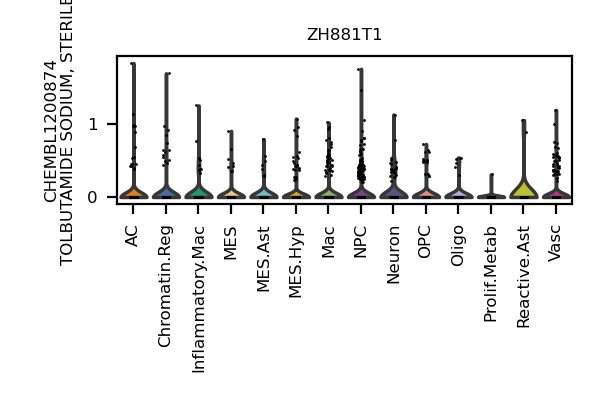 ZH881T1
CHEMBL1200874
TOLBUTAMIDE SODIUM, STERILE
1
0
AC
Chromatin.Reg
Inflammatory.Mac
MES
MES.Ast
MES.Hyp
Mac
NPC
Neuron
OPC
Oligo
Prolif.Metab
Reactive.Ast
Vasc